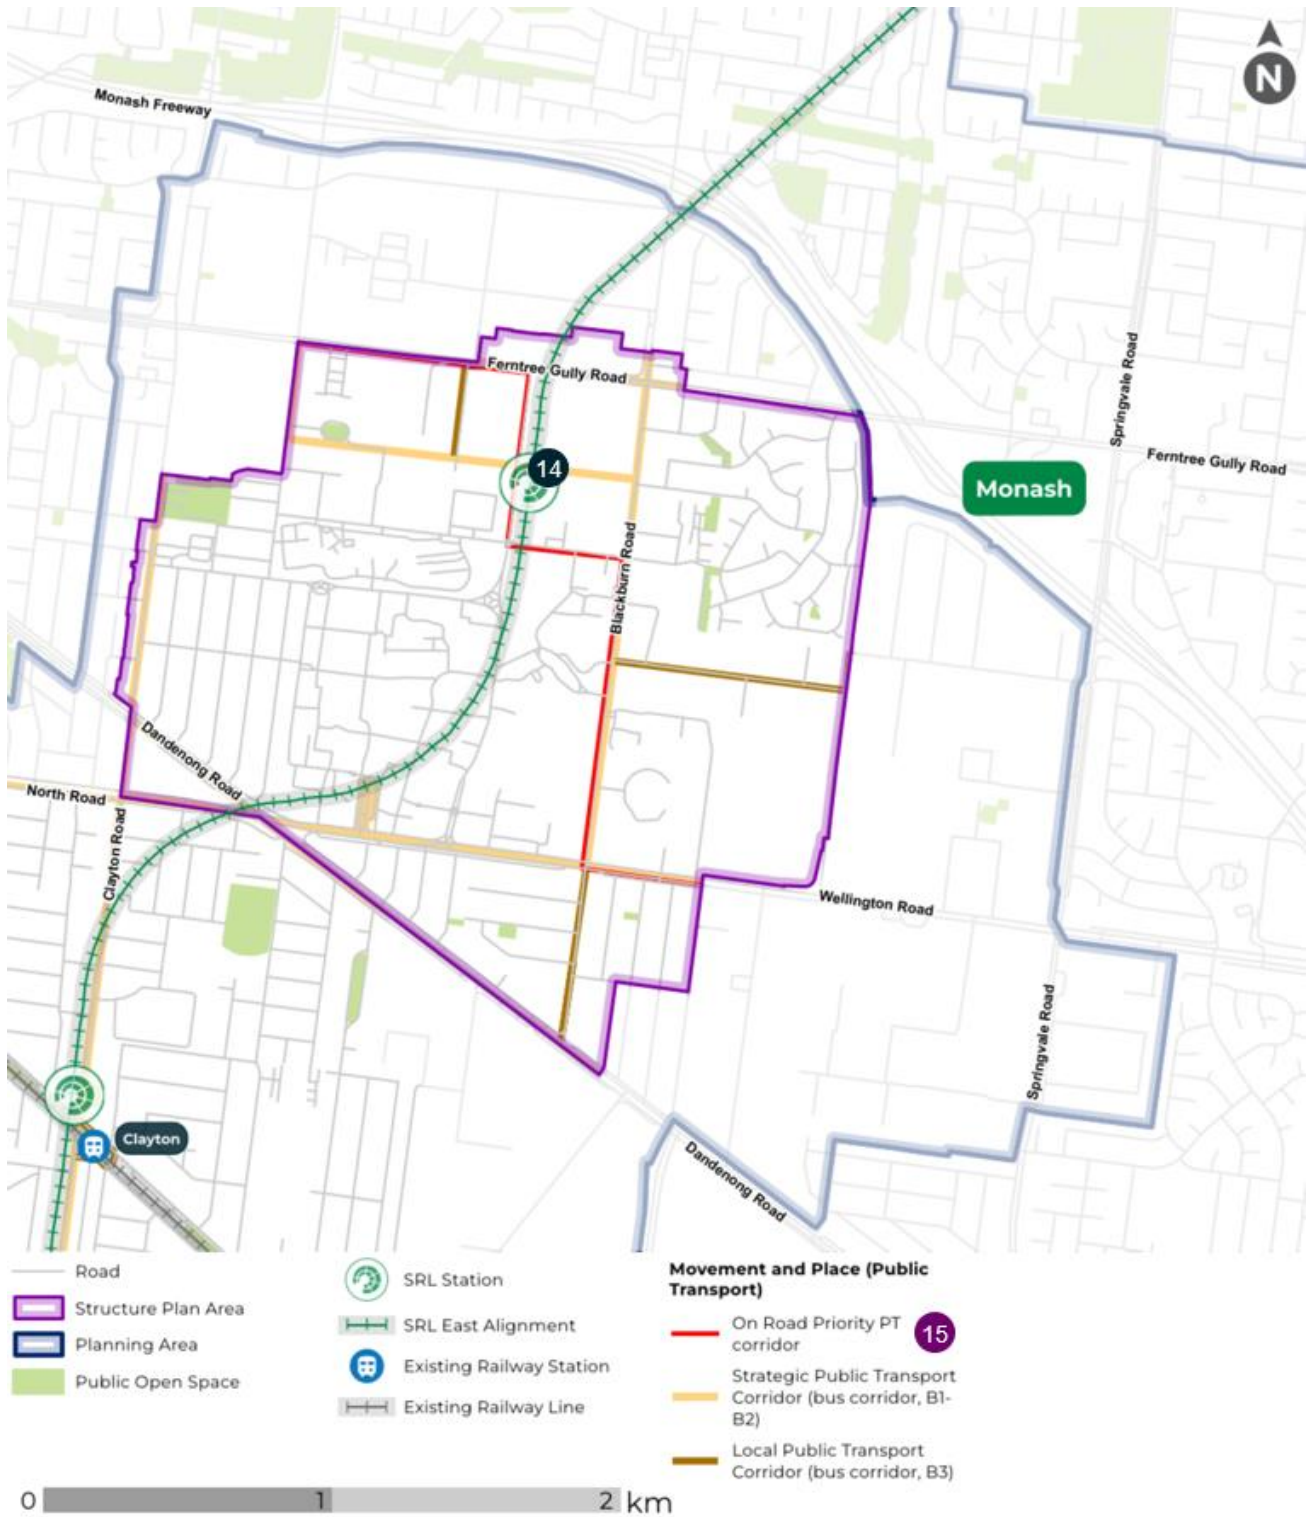 N
Monash Freeway
Springvale Road
Ferntree Gully Road
Ferntree Gully Road
14
Monash
Blackburn Road
Dandenong Road
North Road
Clayton Road
Wellington Road
Springvale Road
Clayton
Dandenong Road
Road
Structure Plan Area
Planning Area
Public Open Space
SRL Station
SRL East Alignment
Existing Railway Station
Existing Railway Line
Movement and Place (Public
Transport)
On Road Priority PT
corridor
15
Strategic Public Transport
Corridor (bus corridor, B1-
B2)
Local Public Transport
Corridor (bus corridor, B3)
0 1 2 km